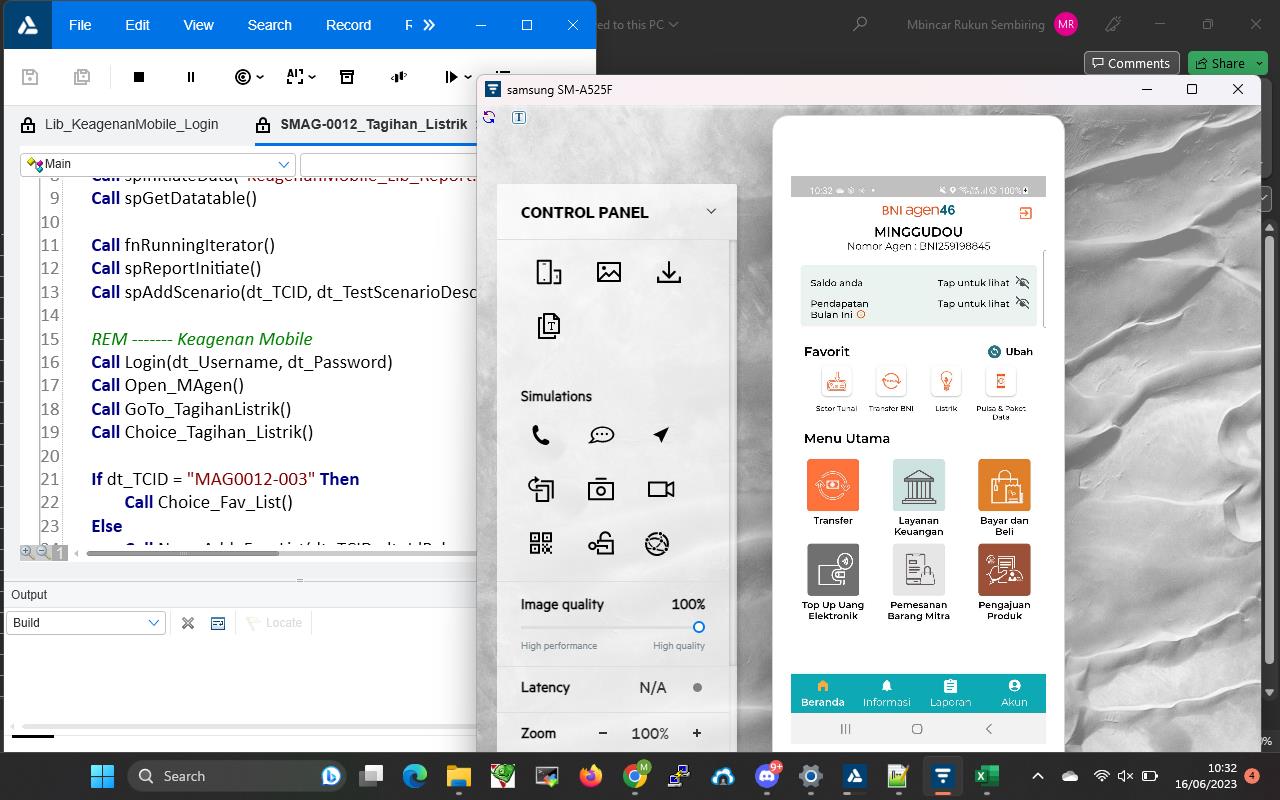 File Edit View Search Record
ed to this PC
Mbincar Rukun Sembiring MR
Comments Share
samsung SM-A525F
Lib_KeagenanMobile_Login SMAG-0012_Tagihan_Listrik
Main
9 Call spGetDatatable()
10
11 Call fnRunningIterator()
12 Call spReportInitiate()
13 Call spAddScenario(dt_TCID, dt_TestScenarioDesc
14
15 REM ------- Keagenan Mobile
16 Call Login(dt_Username, dt_Password)
17 Call Open_MAgen()
18 Call GoTo_TagihanListrik()
19 Call Choice_Tagihan_Listrik()
20
21 If dt_TCID = "MAG0012-003" Then
22 Call Choice_Fav_List()
23 Else
1
Output
Build
Locate
CONTROL PANEL
Simulations
Image quality 100%
High performance High quality
Latency N/A
Zoom - 100% +
10:32 100%
BNI agen46
MINGGUDOU
Nomor Agen : BNI259198845
Saldo anda Tap untuk lihat
Pendapatan Tap untuk lihat
Bulan Ini
Favorit Ubah
Setor Tunai Transfer BNI Listrik Pulsa & Paket
Data
Menu Utama
Transfer Layanan Bayar dan
Keuangan Beli
Top Up Uang Pemesanan Pengajuan
Elektronik Barang Mitra Produk
Beranda Informasi Laporan Akun
Search
M
9+
10:32
16/06/2023
4